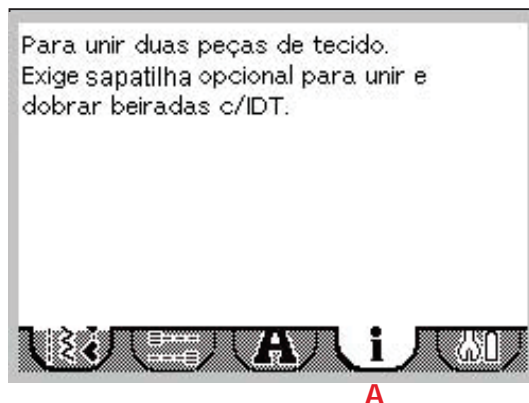 Para unir duas peças de tecido.
Exige sapatilha opcional para unir e
dobrar beiradas c/IDT.
A i
A